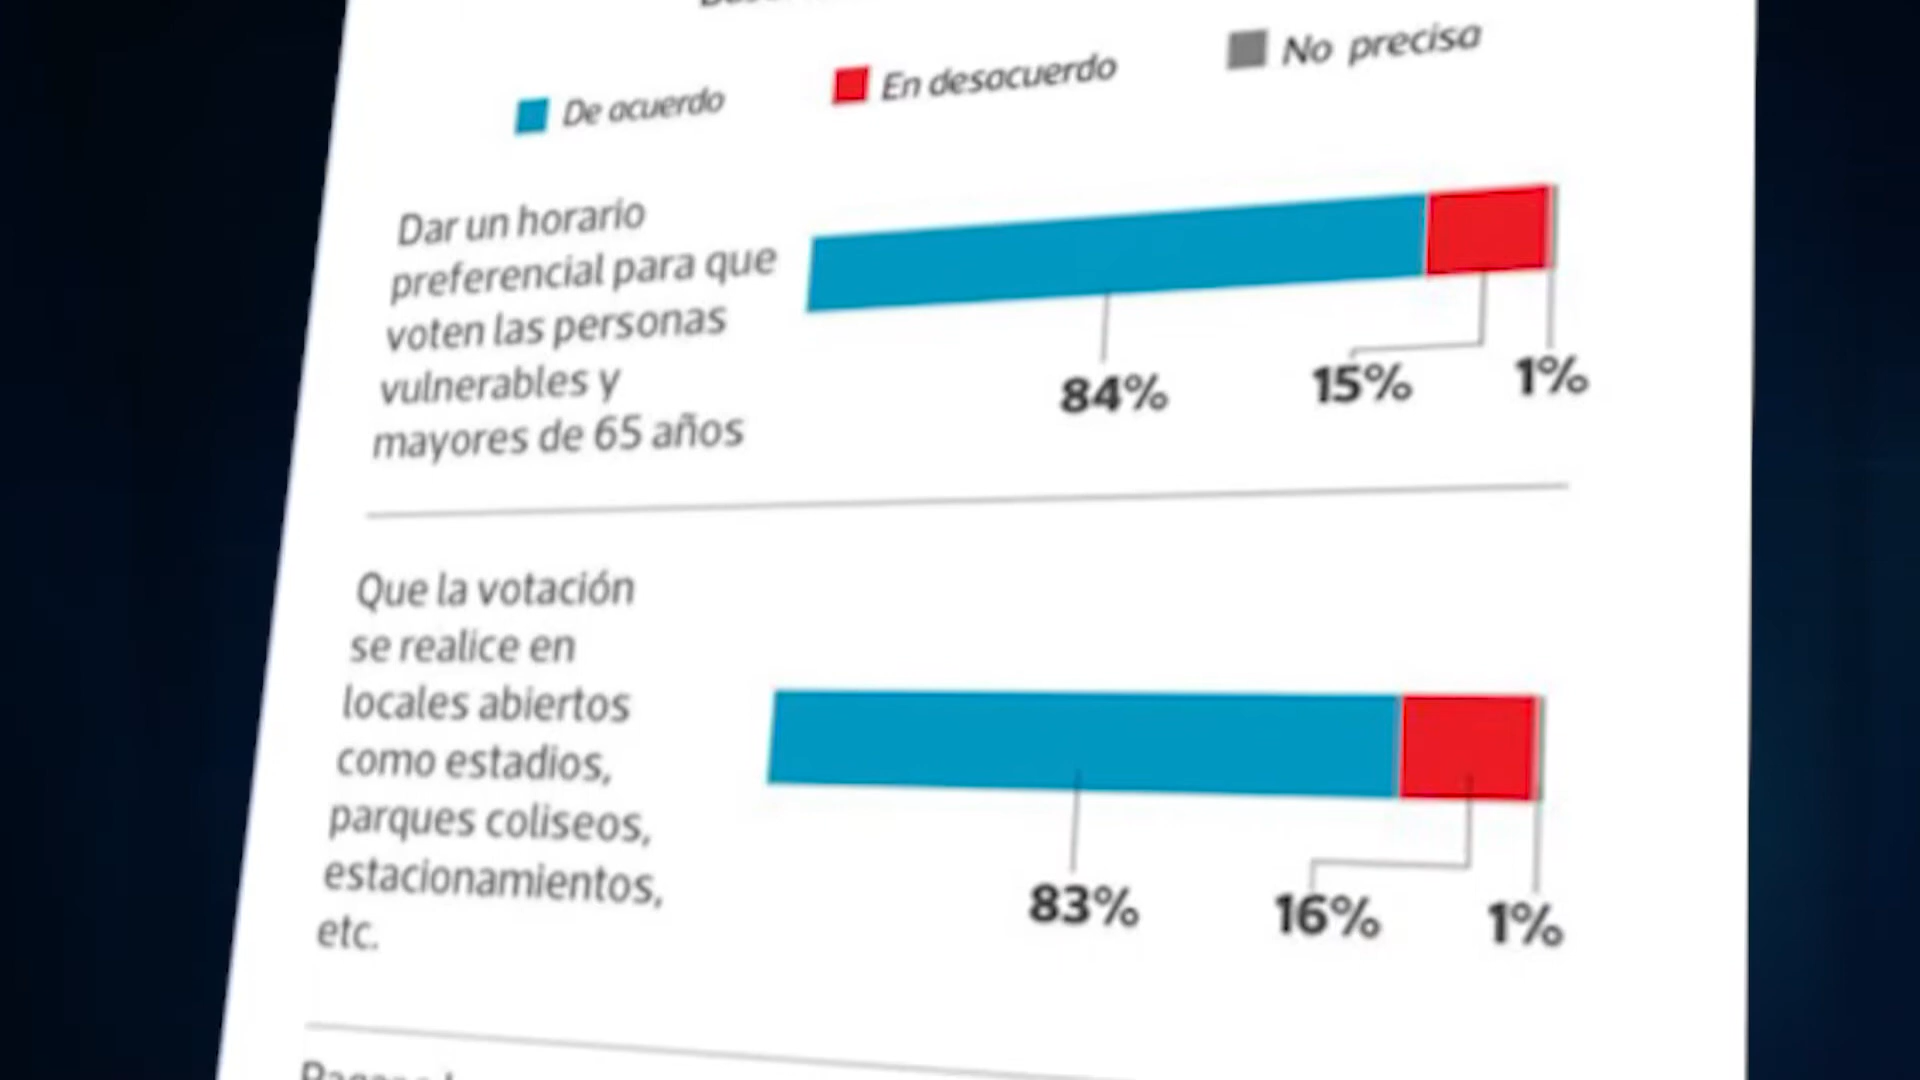 De acuerdo
En desacuerdo
No precisa
Dar un horario
preferencial para que
voten las personas
vulnerables y
mayores de 65 años
84%
15%
1%
Que la votación
se realice en
locales abiertos
como estadios,
parques coliseos,
estacionamientos,
etc.
83%
16%
1%